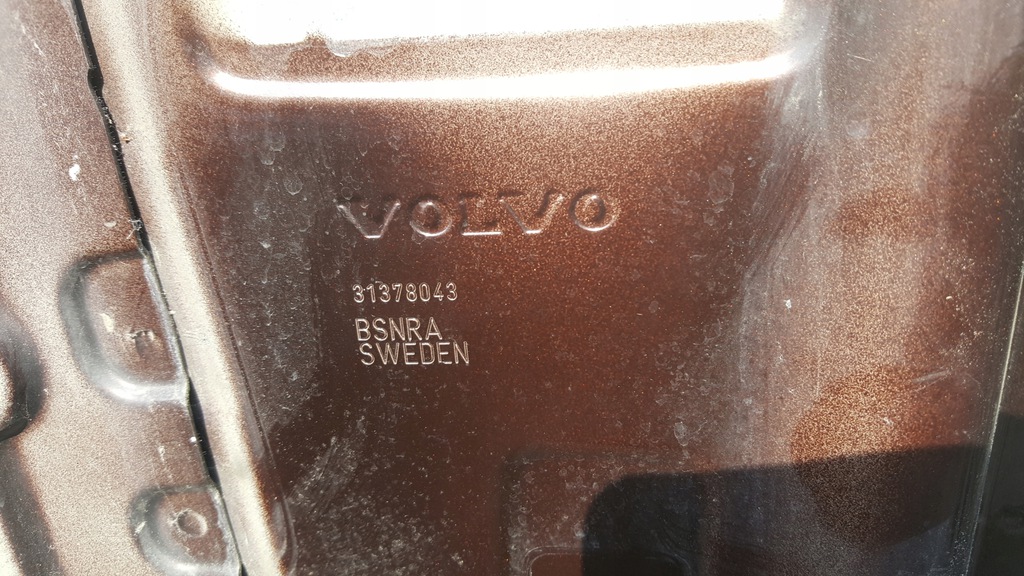 VOLVO
31378043
BSNRA
SWEDEN